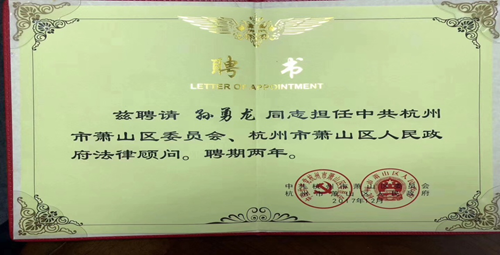 聘书
LETTER OF APPOINTMENT
兹聘请 孙勇龙 同志担任中共杭州
市萧山区委员会、杭州市萧山区人民政
府法律顾问。聘期两年。